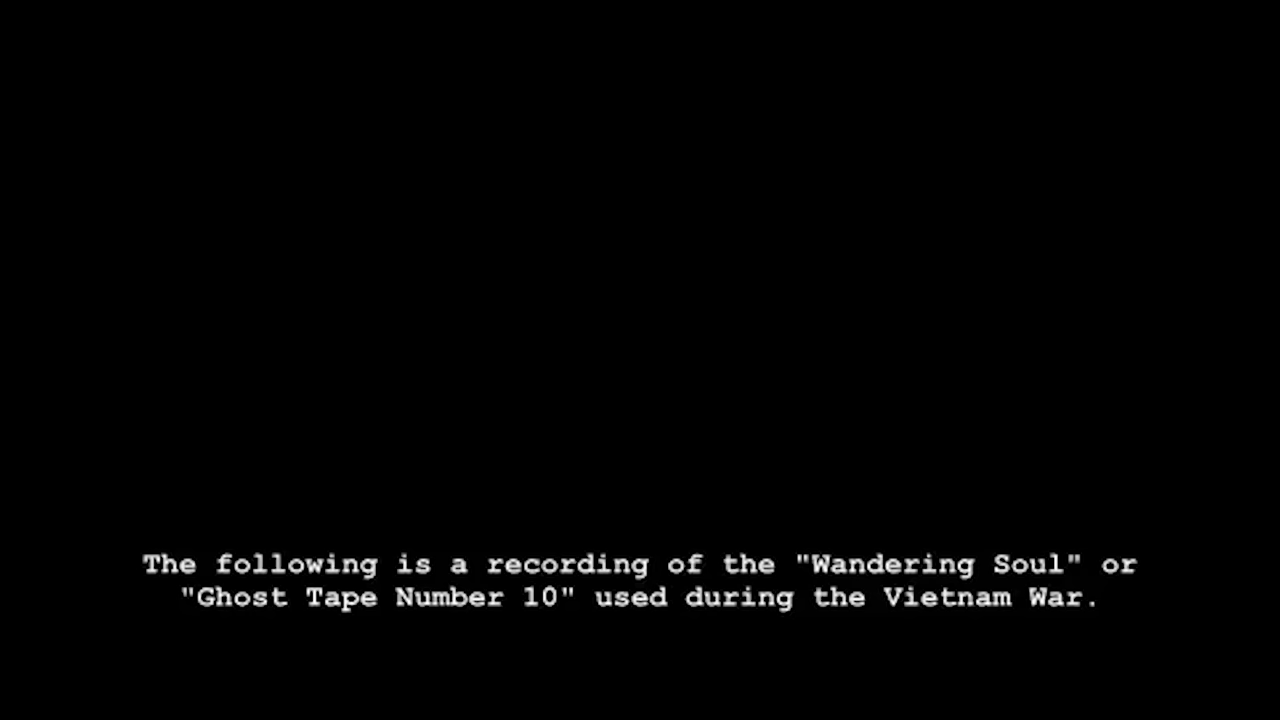 The following is a recording of the "Wandering Soul" or
"Ghost Tape Number 10" used during the Vietnam War.